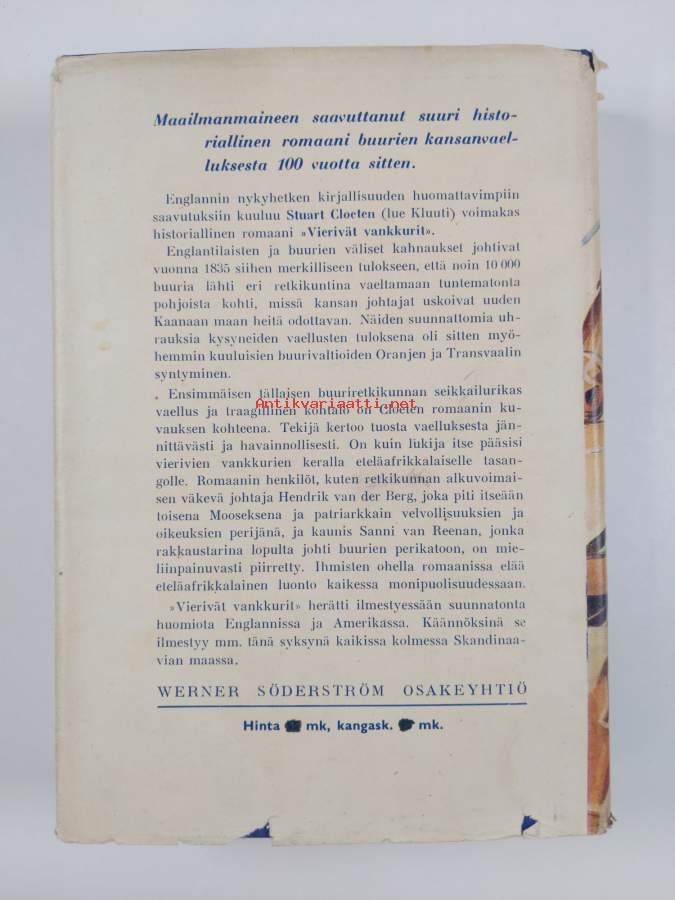 Maailmanmaineen saavuttanut suuri histo-
riallinen romaani buurien kansanvael-
luksesta 100 vuotta sitten.
Englannin nykyhetken kirjallisuuden huomattavimpiin
saavutuksiin kuuluu Stuart Cloeten (lue Kluuti) voimakas
historiallinen romaani »Vierivät vankkurit».
Englantilaisten ja buurien väliset kahnaukset johtivat
vuonna 1835 siihen merkilliseen tulokseen, että noin 10 000
buuria lähti eri retkikuntina vaeltamaan tuntematonta
pohjoista kohti, missä kansan johtajat uskoivat uuden
Kaanaan maan heitä odottavan. Näiden suunnattomia uh-
rauksia kysyneiden vaellusten tuloksena oli sitten myö-
hemmin kuuluisien buurivaltioiden Oranjen ja Transvaalin
syntyminen.
Ensimmäisen tällaisen buuriretkikunnan seikkailurikas
Antikvariaatti.net
vaellus ja traagillinen kohtalo on Cloeten romaanin ku-
vauksen kohteena. Tekijä kertoo tuosta vaelluksesta jän-
nittävästi ja havainnollisesti. On kuin lukija itse pääsisi
vierivien vankkurien keralla eteläafrikkalaiselle tasan-
golle. Romaanin henkilöt, kuten retkikunnan alkuvoimai-
sen väkevä johtaja Hendrik van der Berg, joka piti itseään
toisena Mooseksena ja patriarkkain velvollisuuksien ja
oikeuksien perijänä, ja kaunis Sanni van Reenan, jonka
rakkaustarina lopulta johti buurien perikatoon, on mie-
liinpainuvasti piirretty. Ihmisten ohella romaanissa elää
eteläafrikkalainen luonto kaikessa monipuolisuudessaan.
»Vierivät vankkurit» herätti ilmestyessään suunnatonta
huomiota Englannissa ja Amerikassa. Käännöksinä se
ilmestyy mm. tänä syksynä kaikissa kolmessa Skandinaa-
vian maassa.
WERNER SÖDERSTRÖM OSAKEYHTIÖ
Hinta mk, kangask. mk.